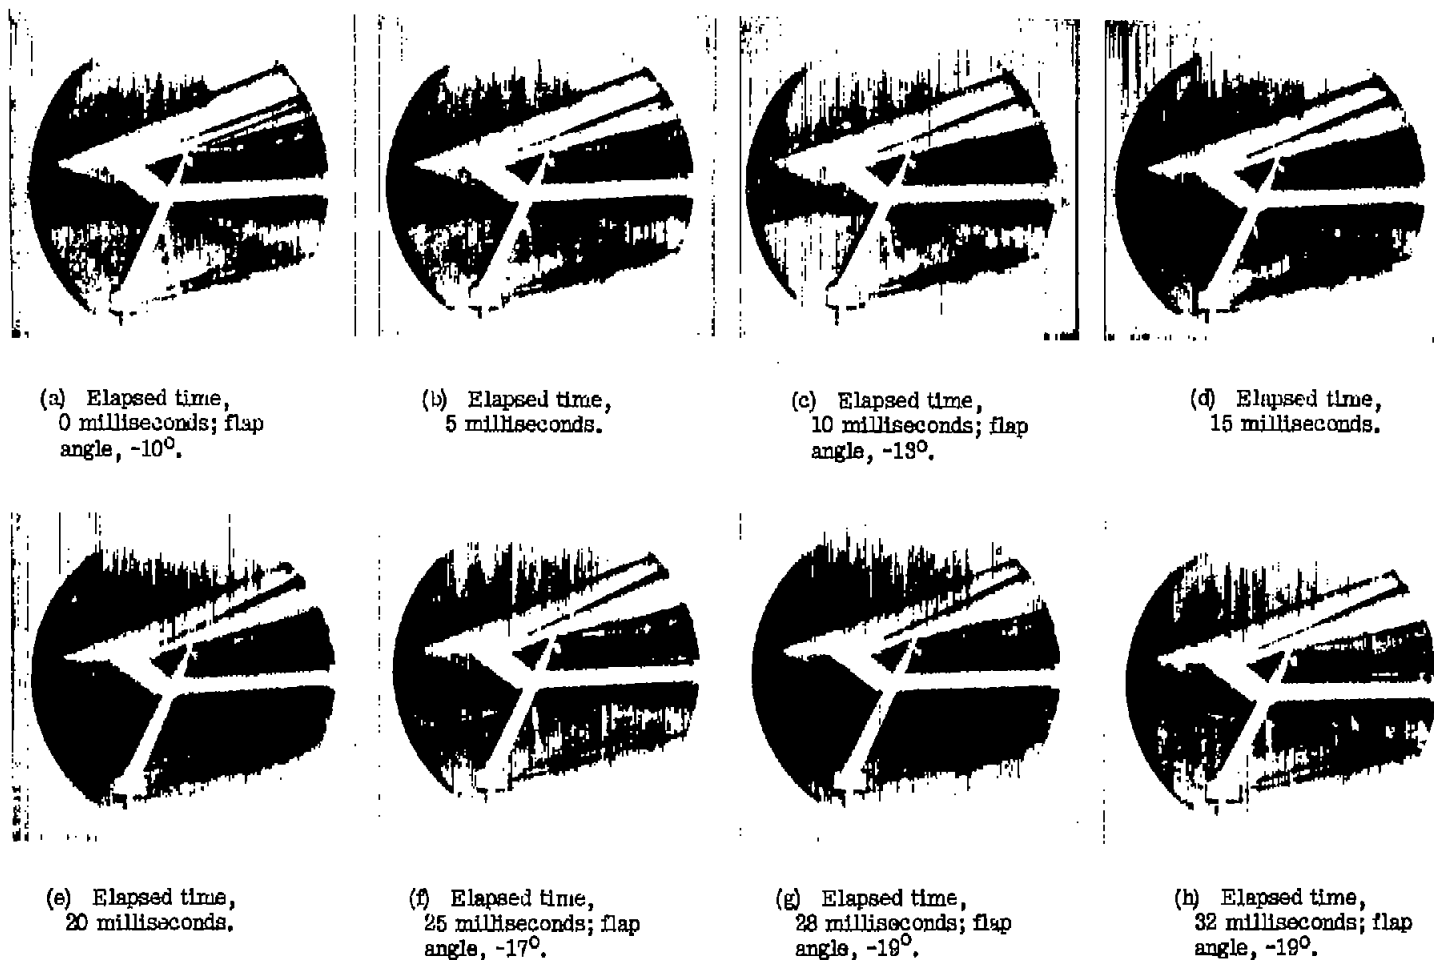 (a) Elapsed time,
0 milliseconds; flap
angle, -10°.
(b) Elapsed time,
5 milliseconds.
(c) Elapsed time,
10 milliseconds; flap
angle, -13°.
(d) Elapsed time,
15 milliseconds.
(e) Elapsed time,
20 milliseconds.
(f) Elapsed time,
25 milliseconds; flap
angle, -17°.
(g) Elapsed time,
28 milliseconds; flap
angle, -19°.
(h) Elapsed time,
32 milliseconds; flap
angle, -19°.